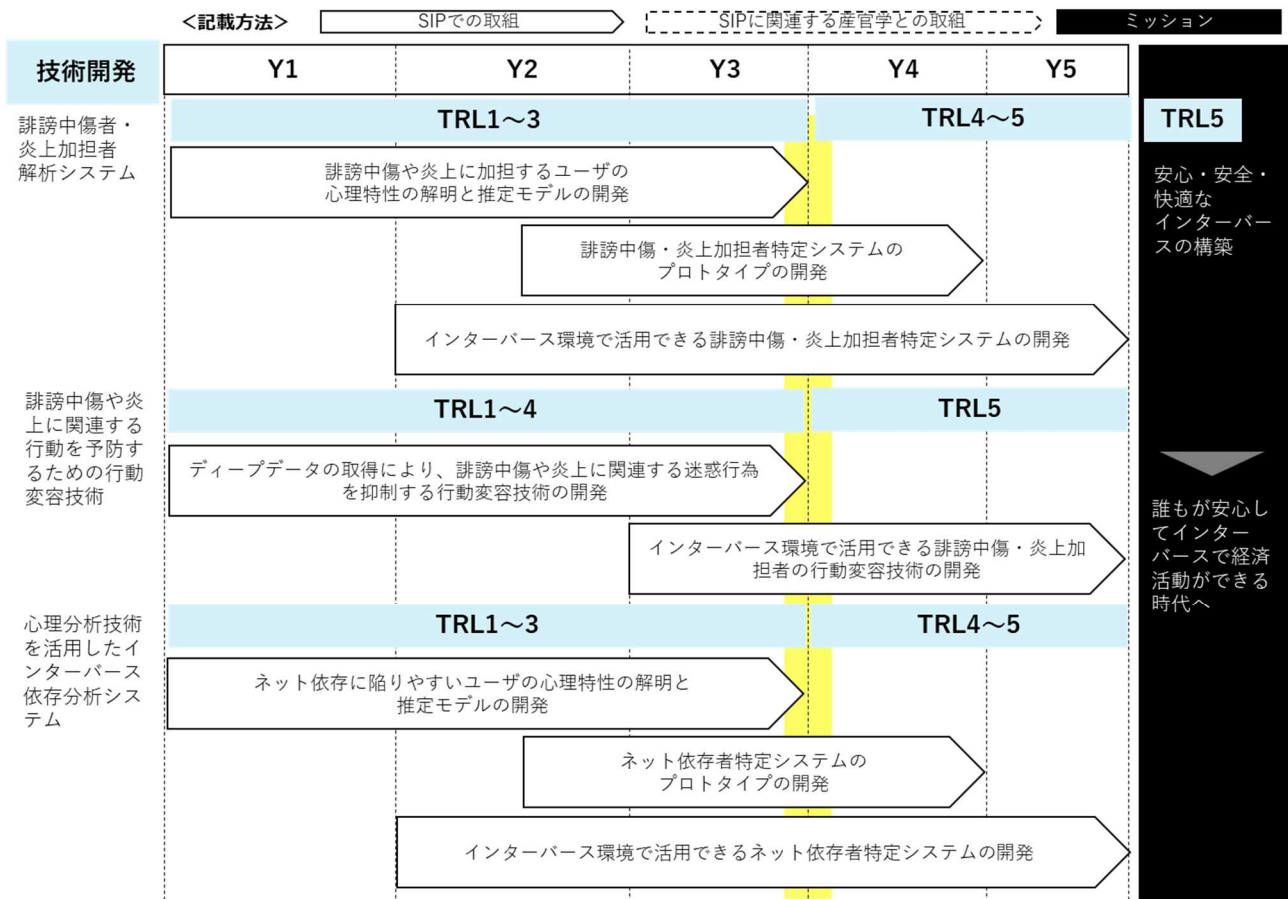 <記載方法>
SIPでの取組
SIPに関連する産官学との取組
ミッション
技術開発
Y1
Y2
Y3
Y4
Y5
誹謗中傷者・
炎上加担者
解析システム
TRL1～3
TRL4～5
TRL5
誹謗中傷や炎上に加担するユーザの
心理特性の解明と推定モデルの開発
誹謗中傷・炎上加担者特定システムの
プロトタイプの開発
インターバース環境で活用できる誹謗中傷・炎上加担者特定システムの開発
安心・安全・
快適な
インターバー
スの構築
誹謗中傷や炎
上に関連する
行動を予防す
るための行動
変容技術
TRL1～4
TRL5
ディープデータの取得により、誹謗中傷や炎上に関連する迷惑行為
を抑制する行動変容技術の開発
インターバース環境で活用できる誹謗中傷・炎上加
担者の行動変容技術の開発
誰もが安心し
てインター
バースで経済
活動ができる
時代へ
心理分析技術
を活用したイ
ンターバース
依存分析シス
テム
TRL1～3
TRL4～5
ネット依存に陥りやすいユーザの心理特性の解明と
推定モデルの開発
ネット依存者特定システムの
プロトタイプの開発
インターバース環境で活用できるネット依存者特定システムの開発